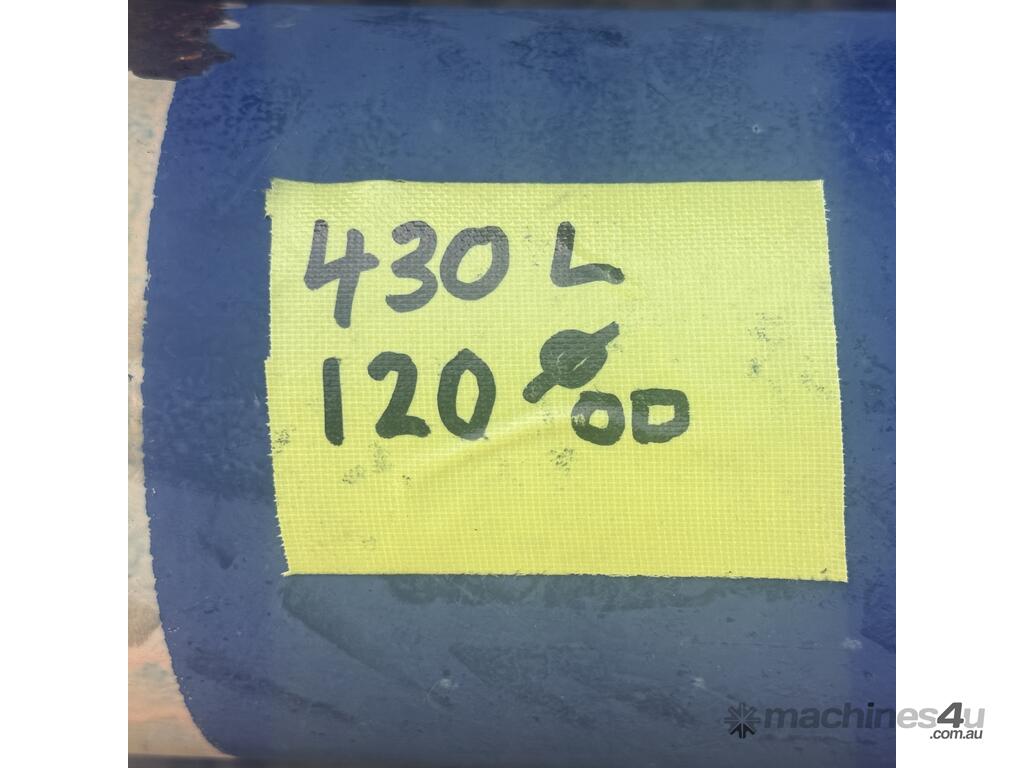 430 L
120 Ø OD
machines4u
.com.au